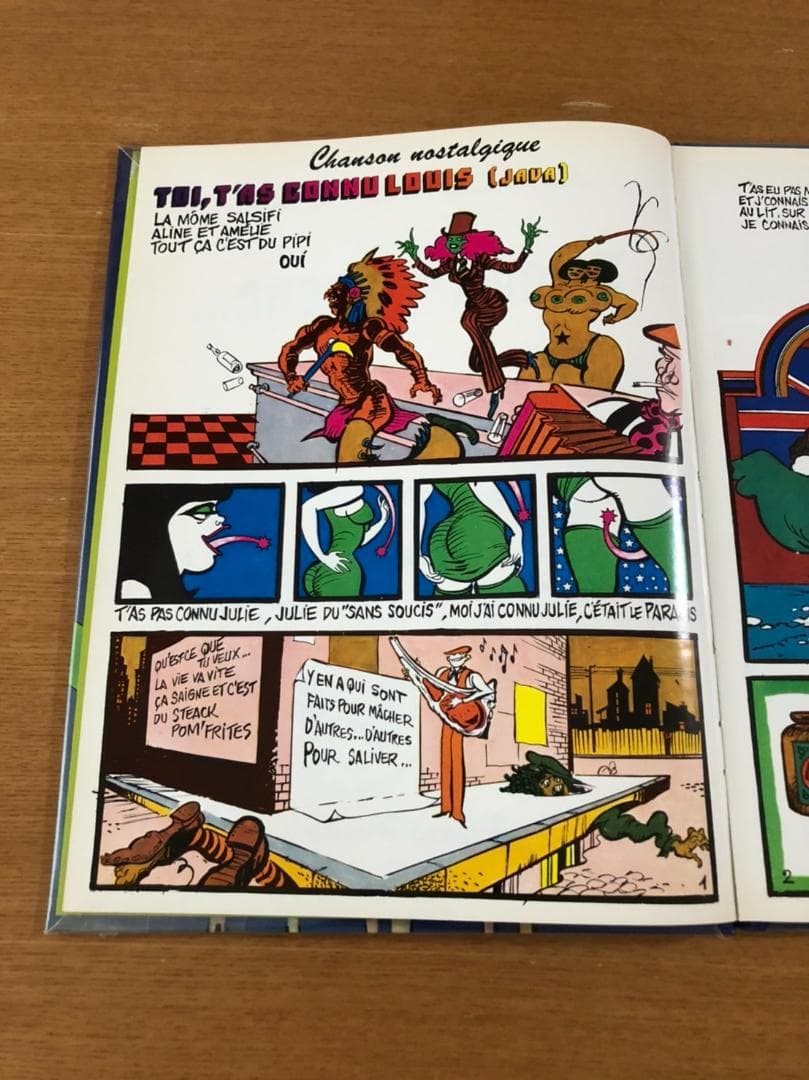 Chanson nostalgique
TOI, T'AS CONNU LOUIS (JAVA)
LA MÔME SALSIFI
ALINE ET AMÉLIE
TOUT ÇA C'EST DU PIPI
OUÍ
T'AS PAS CONNU JULIE, JULIE DU "SANS SOUCIS", MOI J'AI CONNU JULIE, C'ÉTAIT LE PARADIS
QU'EST CE QUE
TU VEUX...
LA VIE VA VITE
ÇA SAIGNE ET C'EST
DU STEACK
POM'FRITES
Y EN A QUI SONT
FAITS POUR MÂCHER
D'AUTRES...D'AUTRES
POUR SALIVER...
1
T'AS EU PAS
ET J'CONNAIS
AU LIT. SUR
JE CONNAIS
2